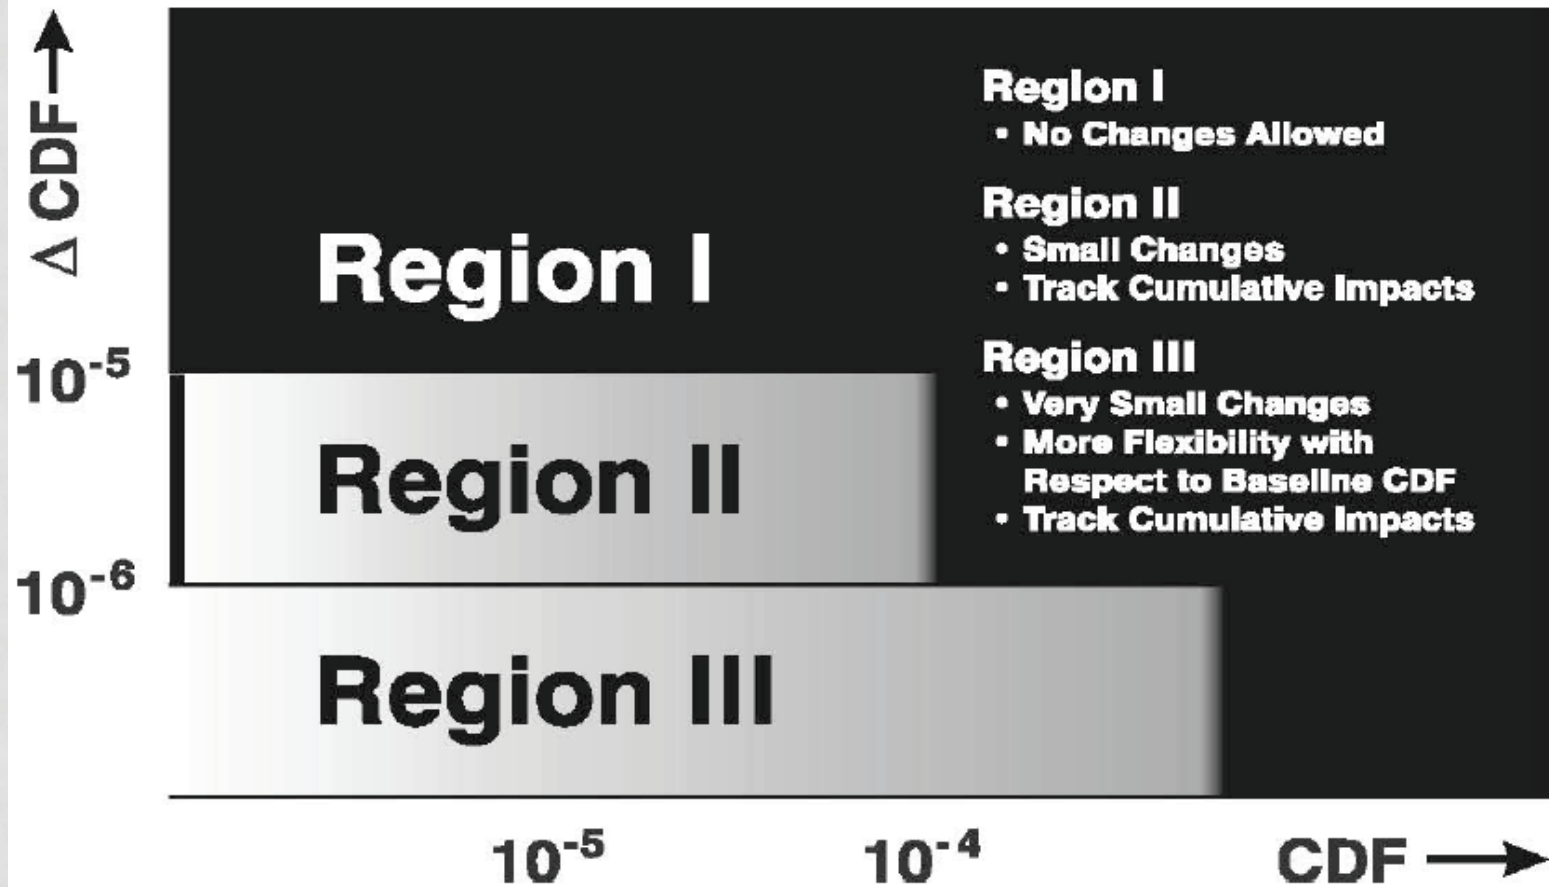 Δ CDF→
Region I
• No Changes Allowed
Region II
• Small Changes
• Track Cumulative Impacts
Region III
• Very Small Changes
• More Flexibility with
Respect to Baseline CDF
• Track Cumulative Impacts
Region I
10⁻⁵
Region II
10⁻⁶
Region III
10⁻⁵ 10⁻⁴ CDF →